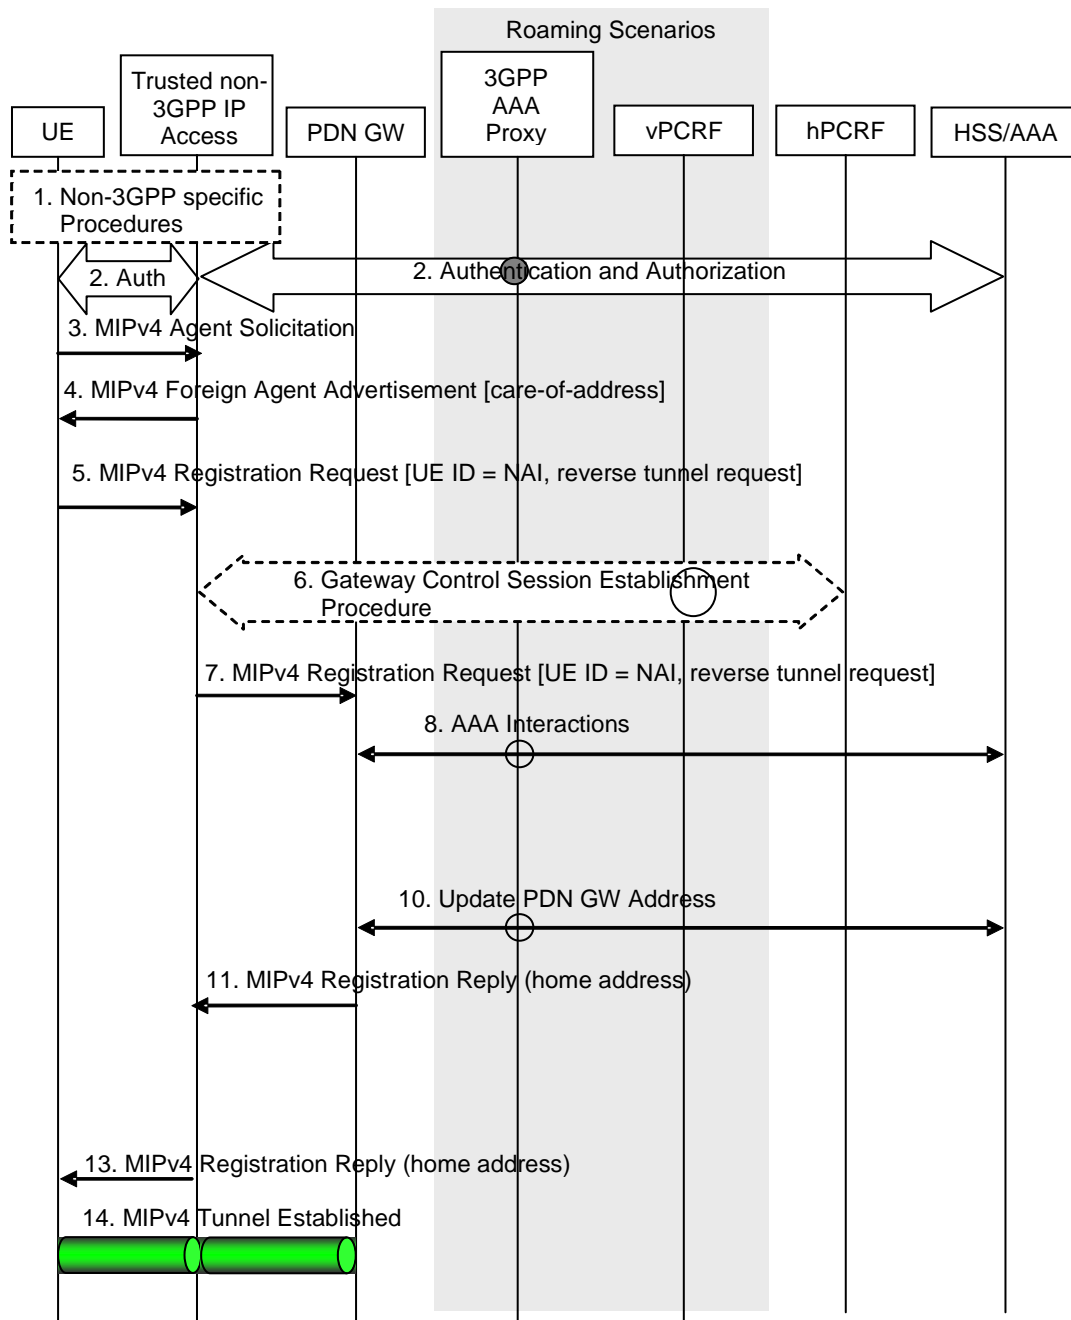 Roaming Scenarios
UE
Trusted non-
3GPP IP
Access
PDN GW
3GPP
AAA
Proxy
vPCRF
hPCRF
HSS/AAA
1. Non-3GPP specific
Procedures
2. Auth
2. Authentication and Authorization
3. MIPv4 Agent Solicitation
4. MIPv4 Foreign Agent Advertisement [care-of-address]
5. MIPv4 Registration Request [UE ID = NAI, reverse tunnel request]
6. Gateway Control Session Establishment
Procedure
7. MIPv4 Registration Request [UE ID = NAI, reverse tunnel request]
8. AAA Interactions
10. Update PDN GW Address
11. MIPv4 Registration Reply (home address)
13. MIPv4 Registration Reply (home address)
14. MIPv4 Tunnel Established